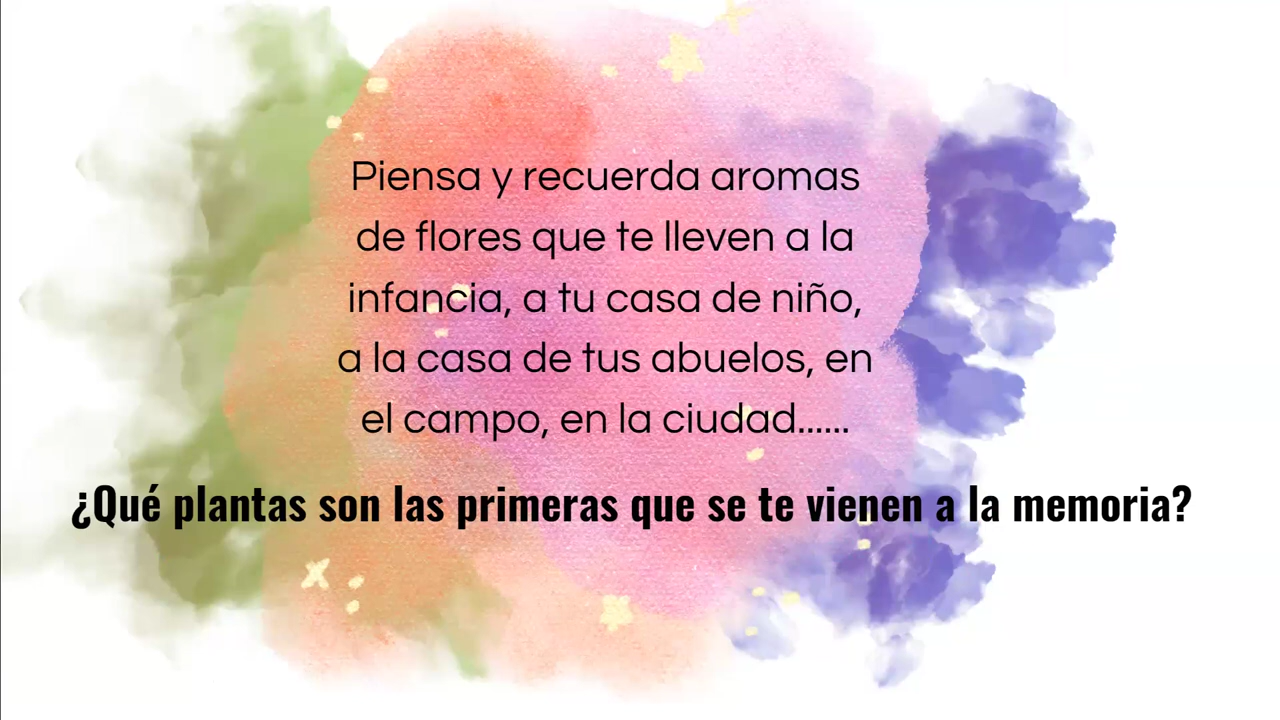 Piensa y recuerda aromas
de flores que te lleven a la
infancia, a tu casa de niño,
a la casa de tus abuelos, en
el campo, en la ciudad......
¿Qué plantas son las primeras que se te vienen a la memoria?